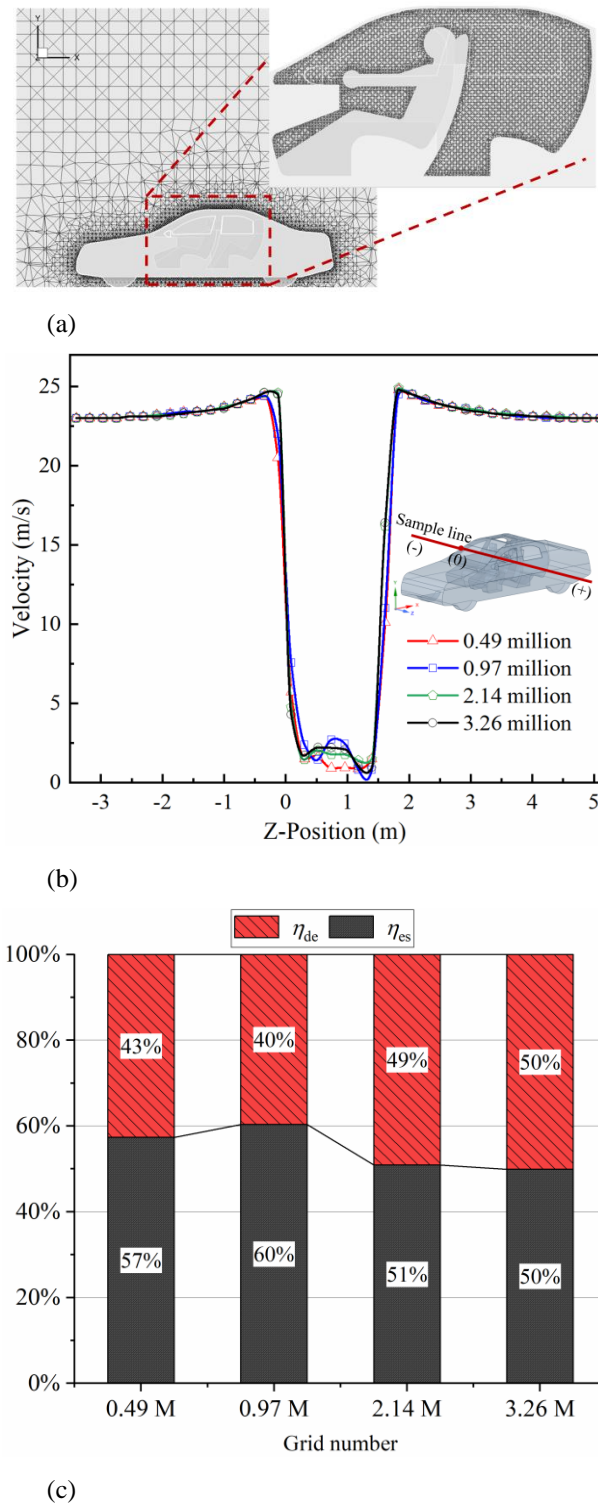 Y
X
(a)
25
20
15
10
5
0
Velocity (m/s)
-3 -2 -1 0 1 2 3 4 5
Z-Position (m)
Sample line
(-) (0) (+)
0.49 million
0.97 million
2.14 million
3.26 million
(b)
ηde ηes
100%
80%
60%
40%
20%
0%
43% 40% 49% 50%
57% 60% 51% 50%
0.49 M 0.97 M 2.14 M 3.26 M
Grid number
(c)